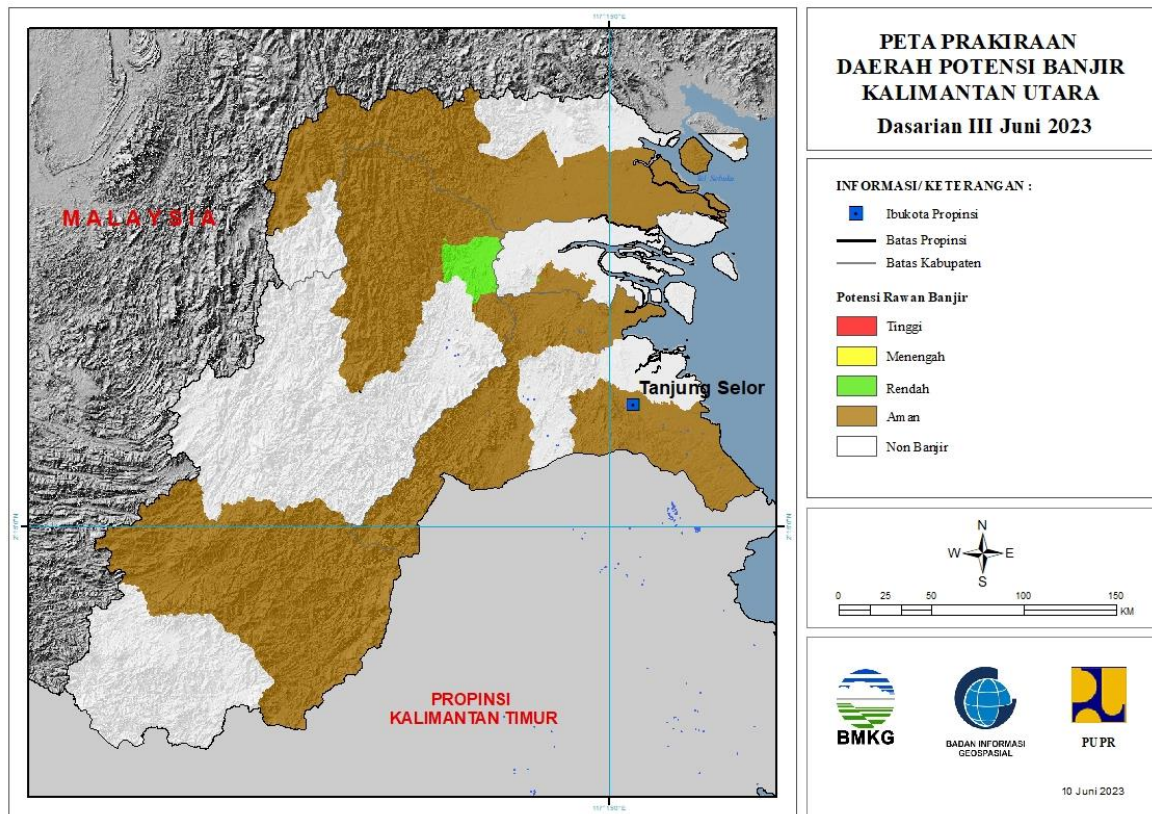 PETA PRAKIRAAN
DAERAH POTENSI BANJIR
KALIMANTAN UTARA
Dasarian III Juni 2023
INFORMASI/ KETERANGAN :
Ibukota Propinsi
Batas Propinsi
Batas Kabupaten
Potensi Rawan Banjir
Tinggi
Menengah
Rendah
Aman
Non Banjir
MALAYSIA
Tanjung Selor
PROPINSI
KALIMANTAN TIMUR
N
W E
S
0 25 50 100 150
KM
BMKG
BADAN INFORMASI
GEOSPASIAL
PUPR
10 Juni 2023